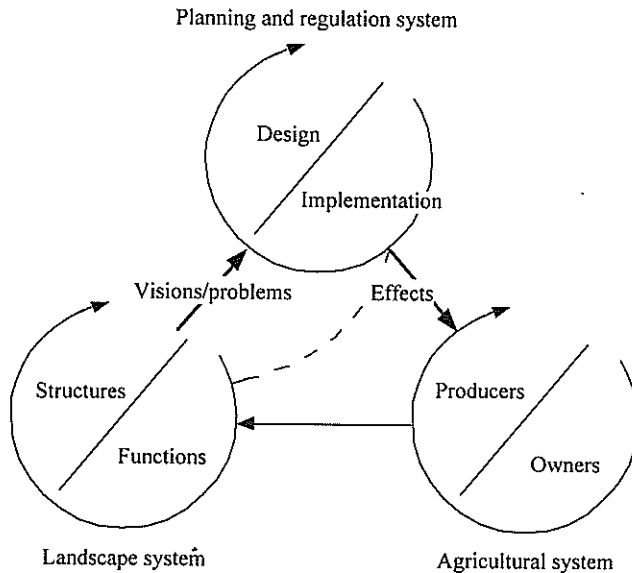 Planning and regulation system
Design
Implementation
Visions/problems
Effects
Structures
Functions
Producers
Owners
Landscape system
Agricultural system